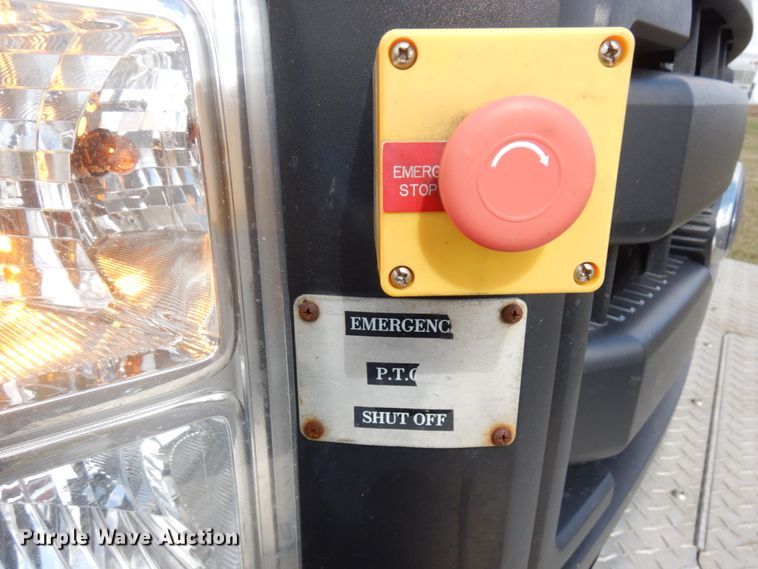 EMERG
STOP
EMERGENC
P.T.
SHUT OFF
Purple Wave Auction